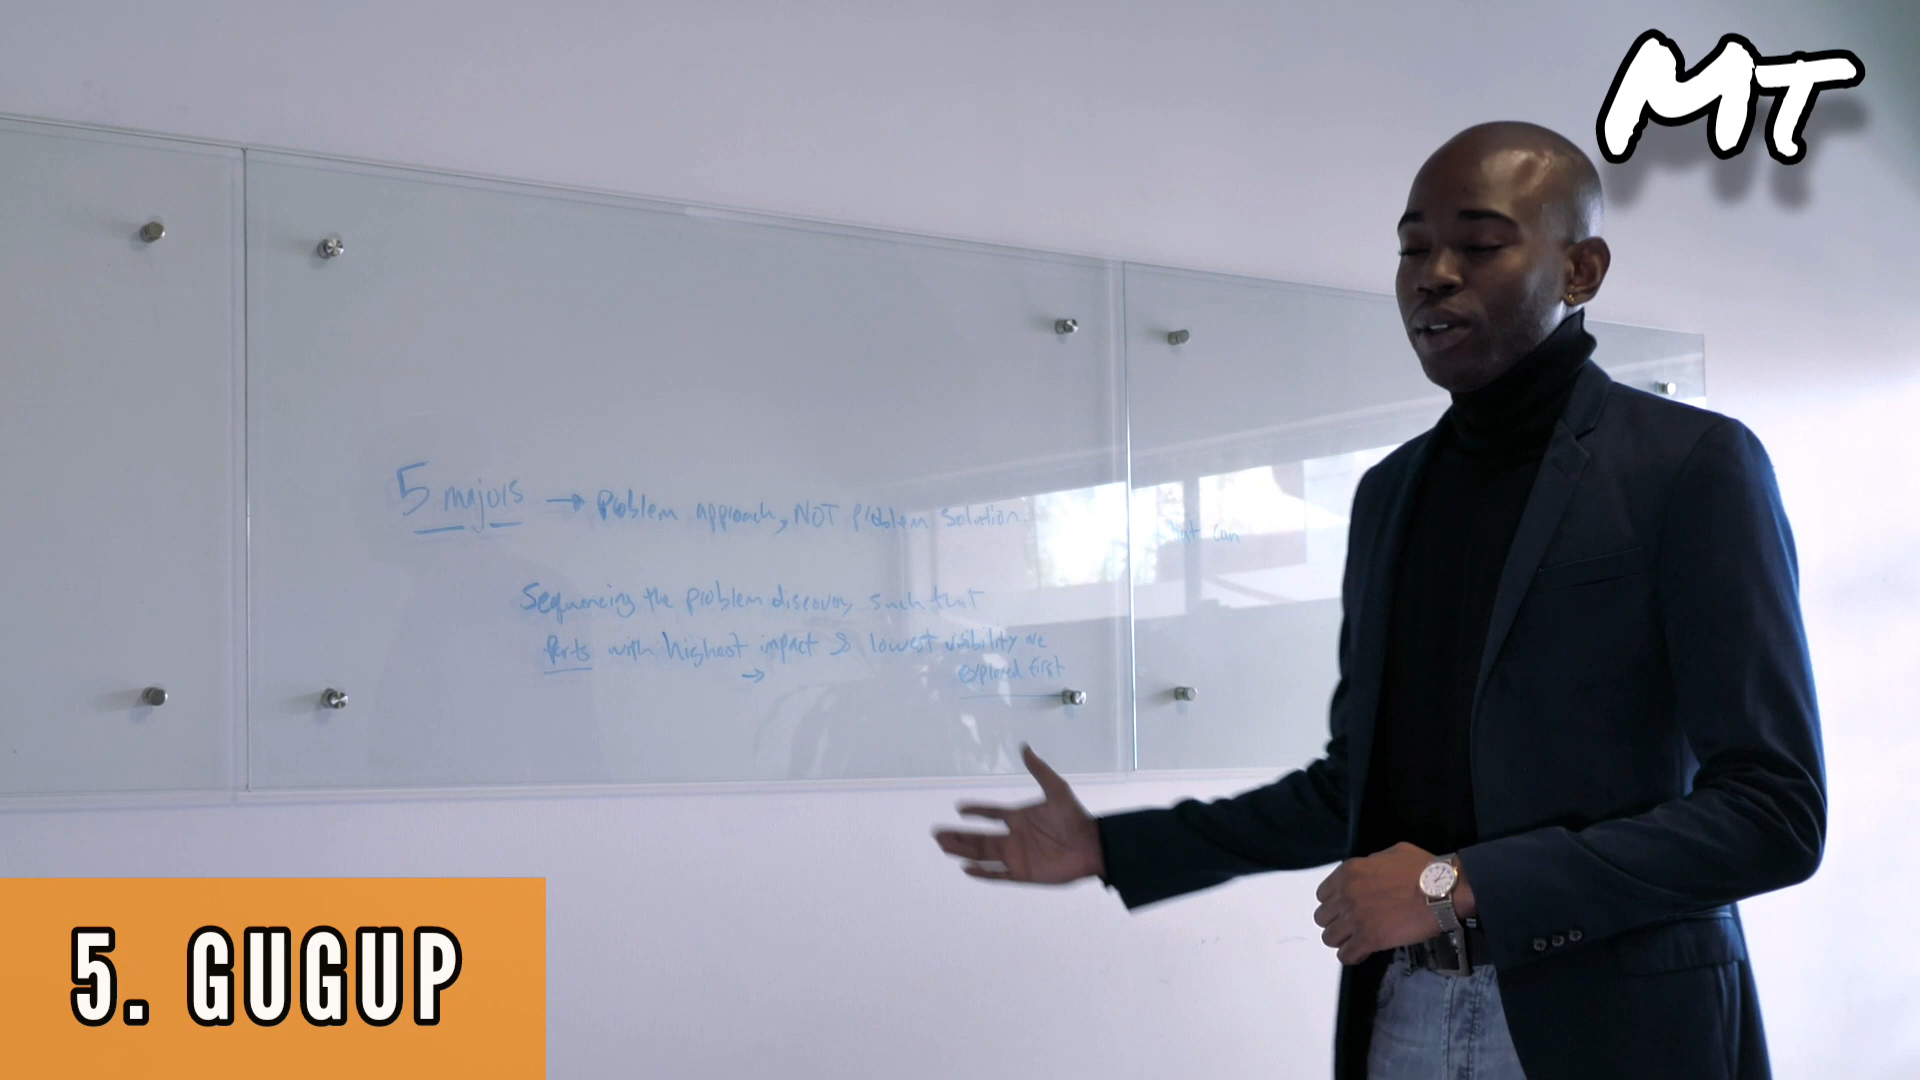 MT
5 majors → Problem approach, NOT problem solution.
can
Sequencing the problem discovery such that
Parts with highest impact & lowest visibility are
→ explored first
5. GUGUP